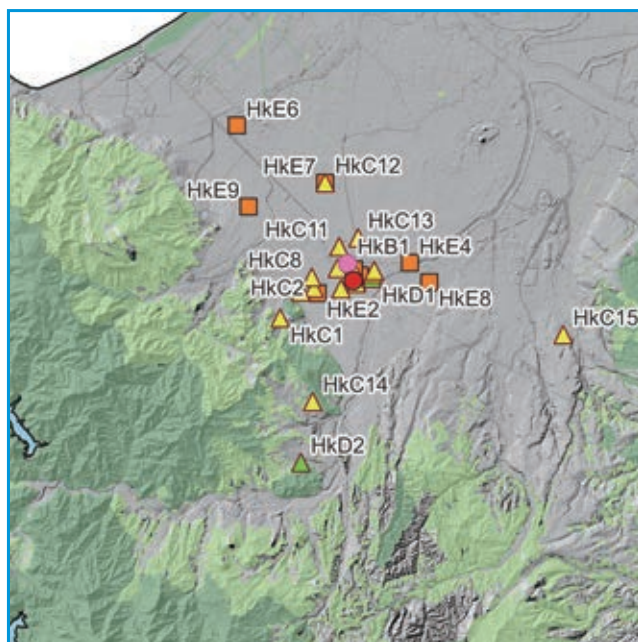 HkE6
HkE7 HkC12
HkE9
HkC11 HkC13
HkB1
HkC8 HkE4
HkC2 HkD1
HkE2 HkE8
HkC1
HkC15
HkC14
HkD2